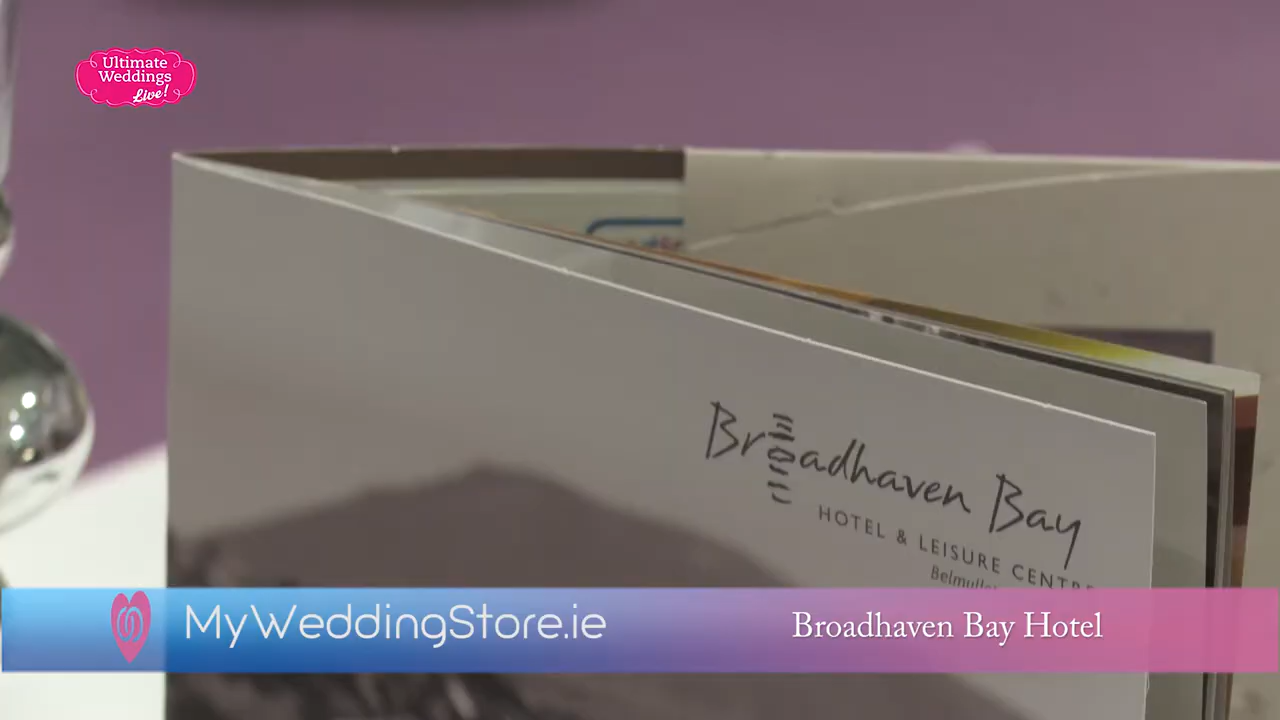 Ultimate
Weddings
Live!
Broadhaven Bay
HOTEL & LEISURE CENTRE
MyWeddingStore.ie
Broadhaven Bay Hotel